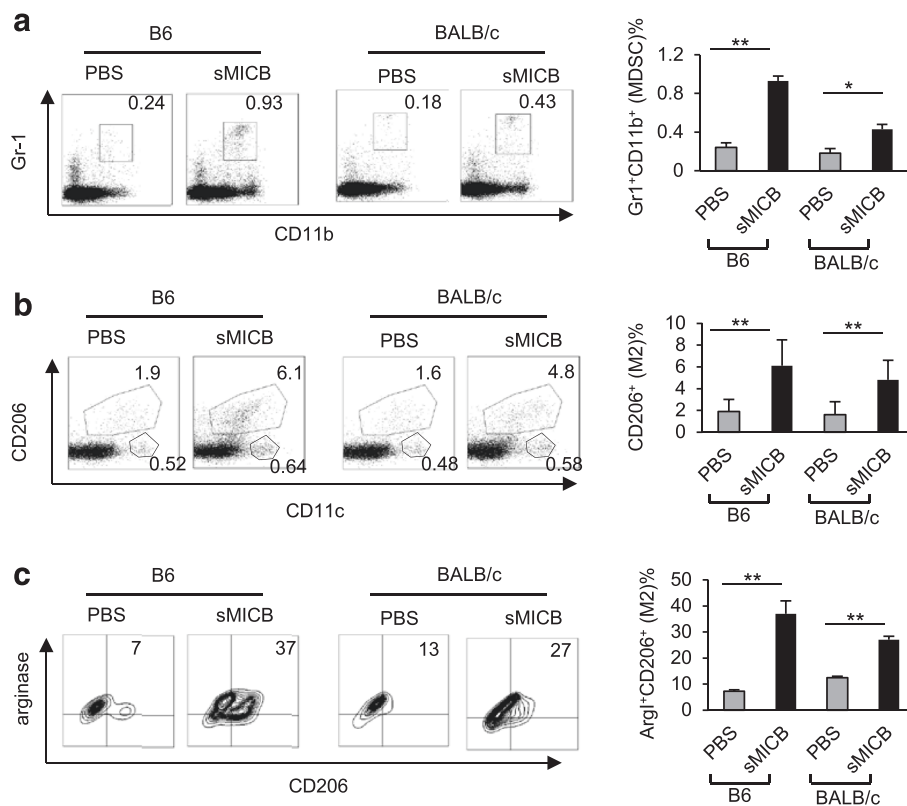 a
B6
BALB/c
PBS
sMICB
PBS
sMICB
0.24
0.93
0.18
0.43
Gr-1
CD11b
Gr1+CD11b+ (MDSC)%
1.2
0.8
0.4
0
**
*
PBS
sMICB
PBS
sMICB
B6
BALB/c
b
B6
BALB/c
PBS
sMICB
PBS
sMICB
1.9
6.1
1.6
4.8
0.52
0.64
0.48
0.58
CD206
CD11c
CD206+ (M2)%
10
8
6
4
2
0
**
**
PBS
sMICB
PBS
sMICB
B6
BALB/c
c
B6
BALB/c
PBS
sMICB
PBS
sMICB
7
37
13
27
arginase
CD206
ArgI+CD206+ (M2)%
50
40
30
20
10
0
**
**
PBS
sMICB
PBS
sMICB
B6
BALB/c